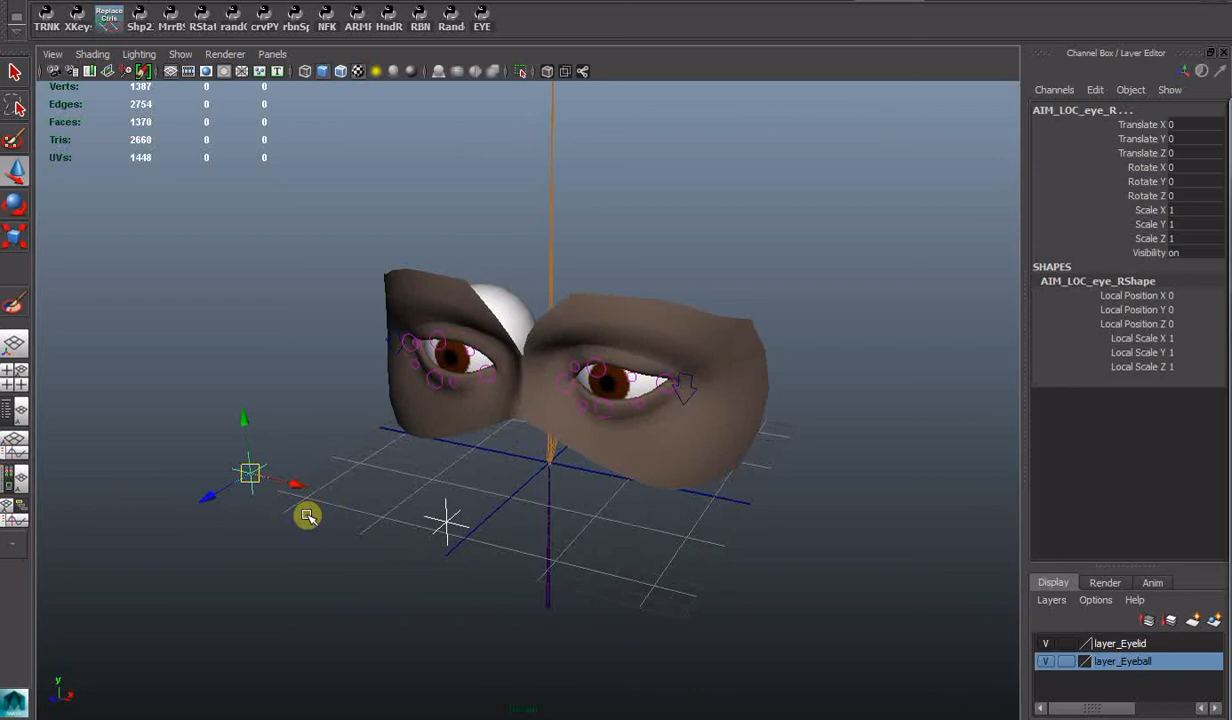 TRNK XKey: Replace Ctrls Shp2: MrrBS RSta: rand( crvPY rbnSp NFK ARMF HndR RBN Rand EYE
View Shading Lighting Show Renderer Panels
Channel Box / Layer Editor
Channels Edit Object Show
Verts: 1387 0 0
Edges: 2754 0 0
Faces: 1370 0 0
Tris: 2660 0 0
UVs: 1448 0 0
AIM_LOC_eye_R...
Translate X 0
Translate Y 0
Translate Z 0
Rotate X 0
Rotate Y 0
Rotate Z 0
Scale X 1
Scale Y 1
Scale Z 1
Visibility on
SHAPES
AIM_LOC_eye_RShape
Local Position X 0
Local Position Y 0
Local Position Z 0
Local Scale X 1
Local Scale Y 1
Local Scale Z 1
Display Render Anim
Layers Options Help
V layer_Eyelid
V layer_Eyeball
y